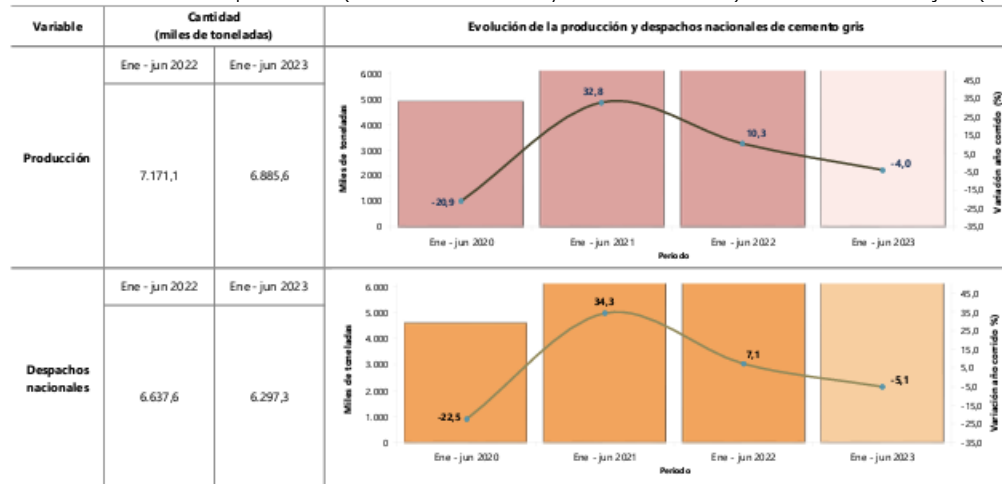 Variable
Cantidad
(miles de toneladas)
Evolución de la producción y despachos nacionales de cemento gris
Ene - jun 2022
Ene - jun 2023
Producción
7.171,1
6.885,6
Miles de toneladas
6.000
5.000
4.000
3.000
2.000
1.000
0
-20,9
32,8
10,3
-4,0
45,0
35,0
25,0
15,0
5,0
-5,0
-15,0
-25,0
-35,0
Variación año corrido (%)
Ene - jun 2020
Ene - jun 2021
Ene - jun 2022
Ene - jun 2023
Periodo
Ene - jun 2022
Ene - jun 2023
Despachos
nacionales
6.637,6
6.297,3
Miles de toneladas
6.000
5.000
4.000
3.000
2.000
1.000
0
-22,5
34,3
7,1
-5,1
45,0
35,0
25,0
15,0
5,0
-5,0
-15,0
-25,0
-35,0
Variación año corrido %)
Ene - jun 2020
Ene - jun 2021
Ene - jun 2022
Ene - jun 2023
Periodo